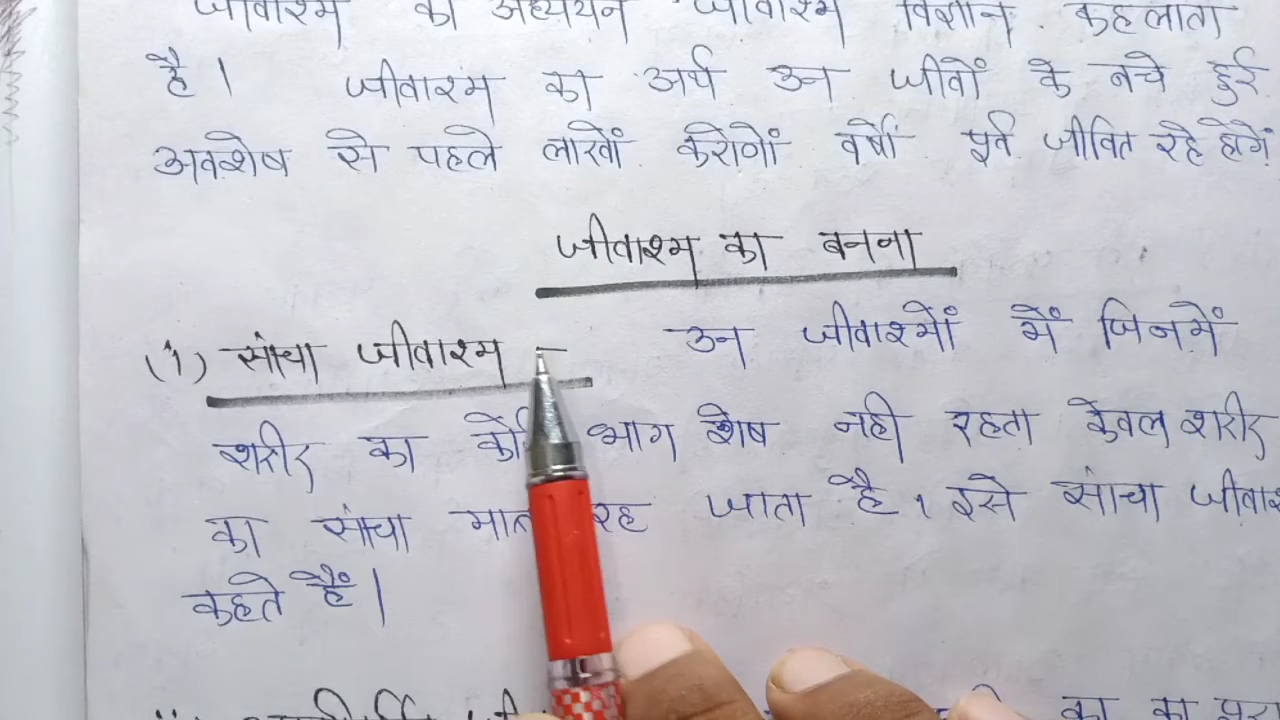 जीवाश्म का अध्ययन जीवाश्म विज्ञान कहलाता
है। जीवाश्म का अर्थ उन जीवों के बचे हुए
अवशेष से पहले लाखों करोणों वर्षों पूर्व जीवित रहे होगें
जीवाश्म का बनना
(1) सांचा जीवाश्म – उन जीवाश्मों में जिनमें
शरीर का भाग शेष नही रहता केवल शरीर
का सांचा रह जाता है। इसे सांचा
कहते हैं।